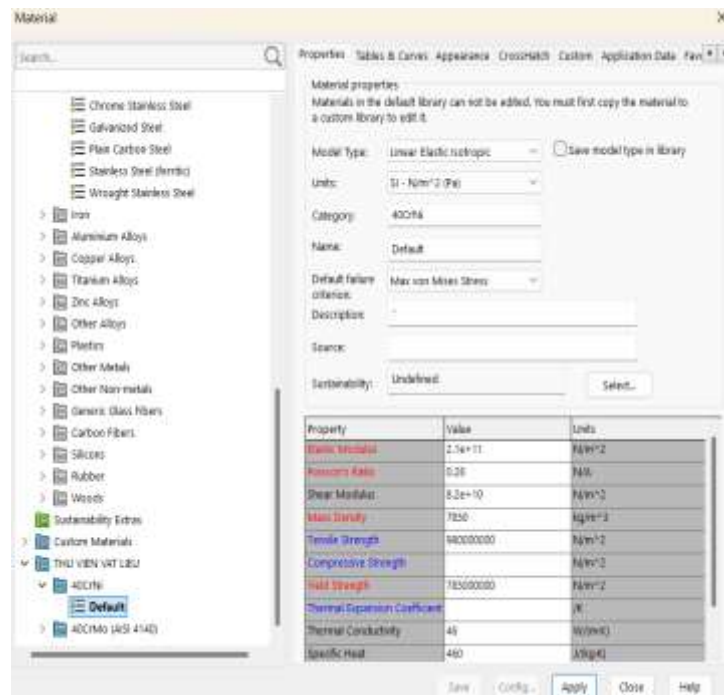 Material
Search...
Chrome Stainless Steel
Galvanized Steel
Plain Carbon Steel
Stainless Steel (ferritic)
Wrought Stainless Steel
Iron
Aluminium Alloys
Copper Alloys
Titanium Alloys
Zinc Alloys
Other Alloys
Plastics
Other Metals
Other Non-metals
Generic Glass Fibers
Carbon Fibers
Silicons
Rubber
Woods
Sustainability Extras
Custom Materials
THU VIEN VAT LIEU
40CrNi
Default
40CrMo (AISI 4140)
Properties Tables & Curves Appearance CrossHatch Custom Application Data Fav
Material properties
Materials in the default library can not be edited. You must first copy the material to
a custom library to edit it.
Model Type: Linear Elastic Isotropic Save model type in library
Units: SI - N/m^2 (Pa)
Category: 40CrNi
Name: Default
Default failure
criterion: Max von Mises Stress
Description:
Source:
Sustainability: Undefined Select...
Property Value Units
Elastic Modulus 2.1e+11 N/m^2
Poisson's Ratio 0.28 N/A
Shear Modulus 8.2e+10 N/m^2
Mass Density 7850 kg/m^3
Tensile Strength 980000000 N/m^2
Compressive Strength N/m^2
Yield Strength 785000000 N/m^2
Thermal Expansion Coefficient /K
Thermal Conductivity 46 W/(m·K)
Specific Heat 460 J/(kg·K)
Save Config... Apply Close Help